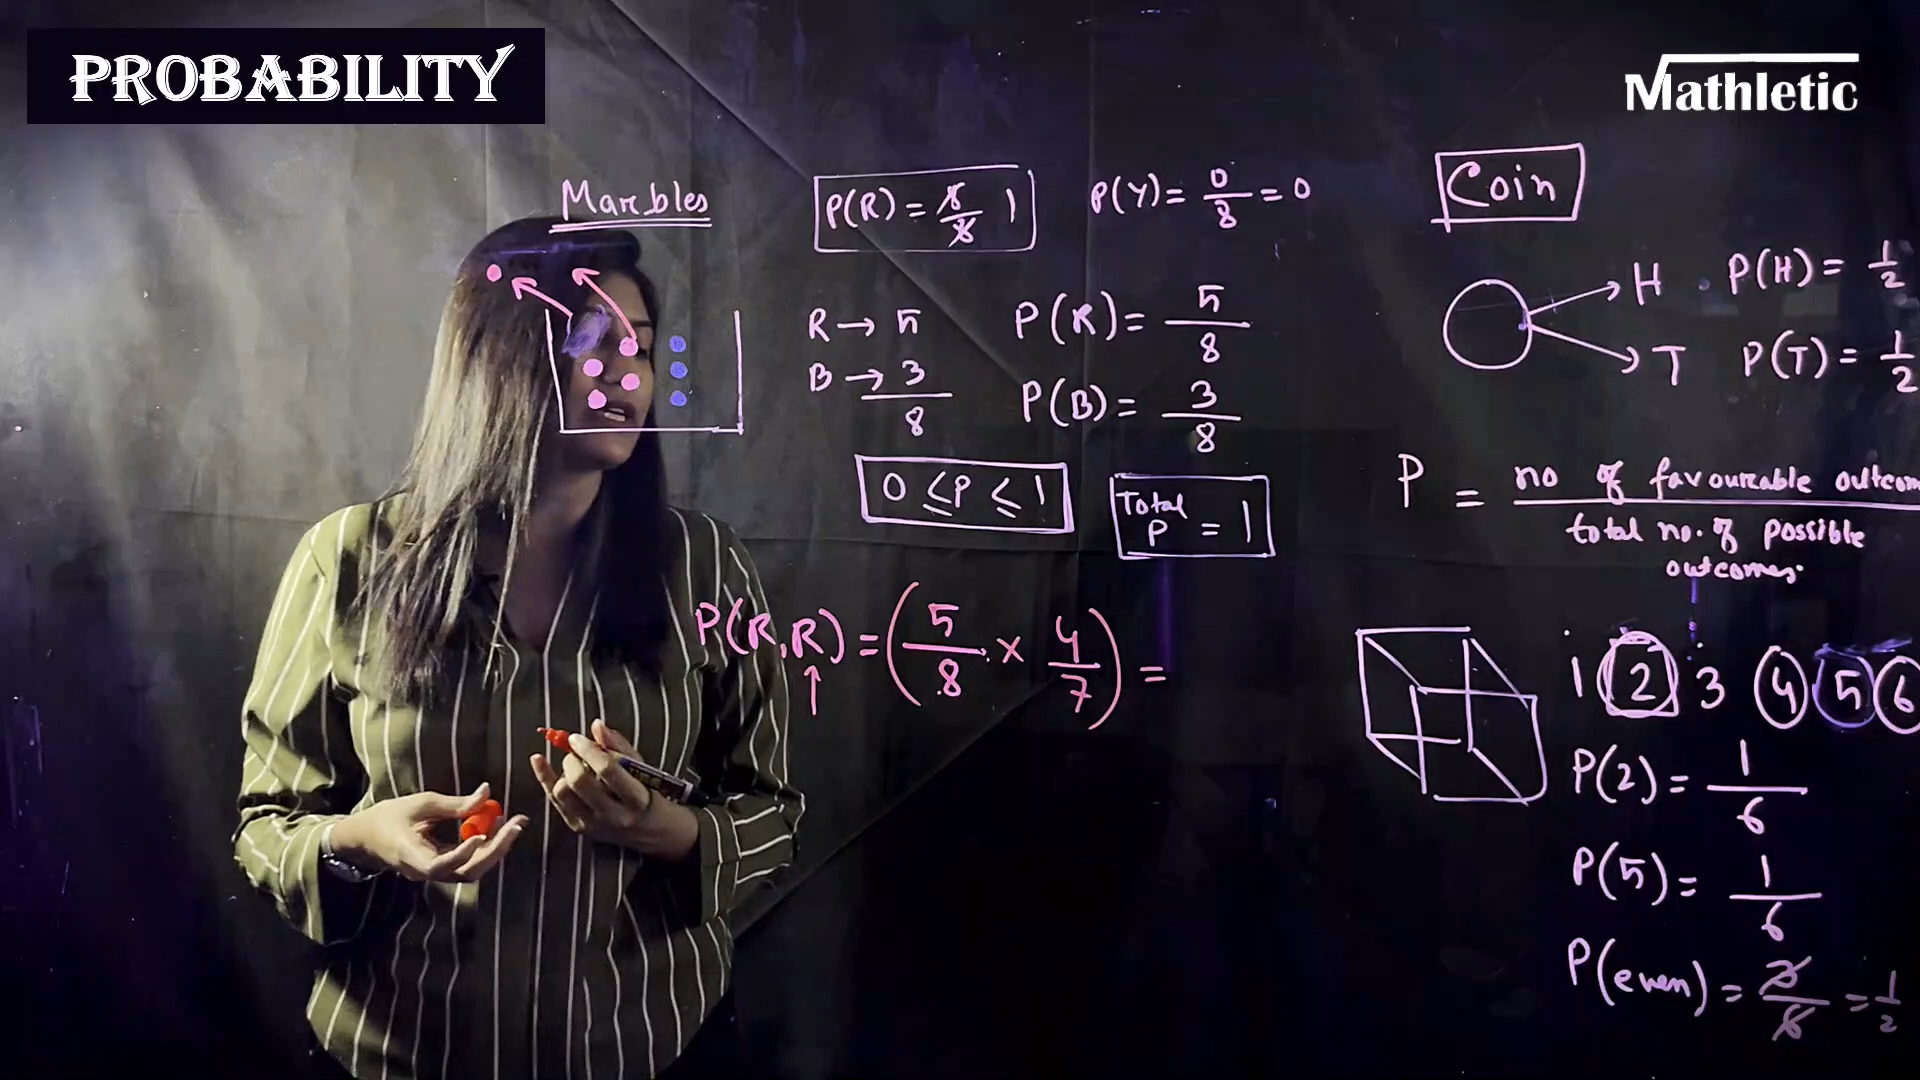 PROBABILITY
Mathletic
Marbles
P(R) = 8/8 1
P(Y) = 0/8 = 0
R → 5
B → 3
8
P(R) = 5/8
P(B) = 3/8
0 ≤ P ≤ 1
Total
P = 1
P(R,R) = (5/8 × 4/7) =
Coin
H P(H) = 1/2
T P(T) = 1/2
P = no of favourable outcom
total no. of possible
outcomes.
1 2 3 4 5 6
P(2) = 1/6
P(5) = 1/6
P(even) = 3/6 = 1/2